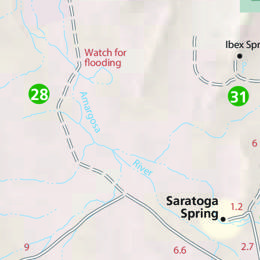 Watch for
flooding
Ibex Spr
28
31
Amargosa
River
6
Saratoga
Spring
1.2
9
6.6
2.7